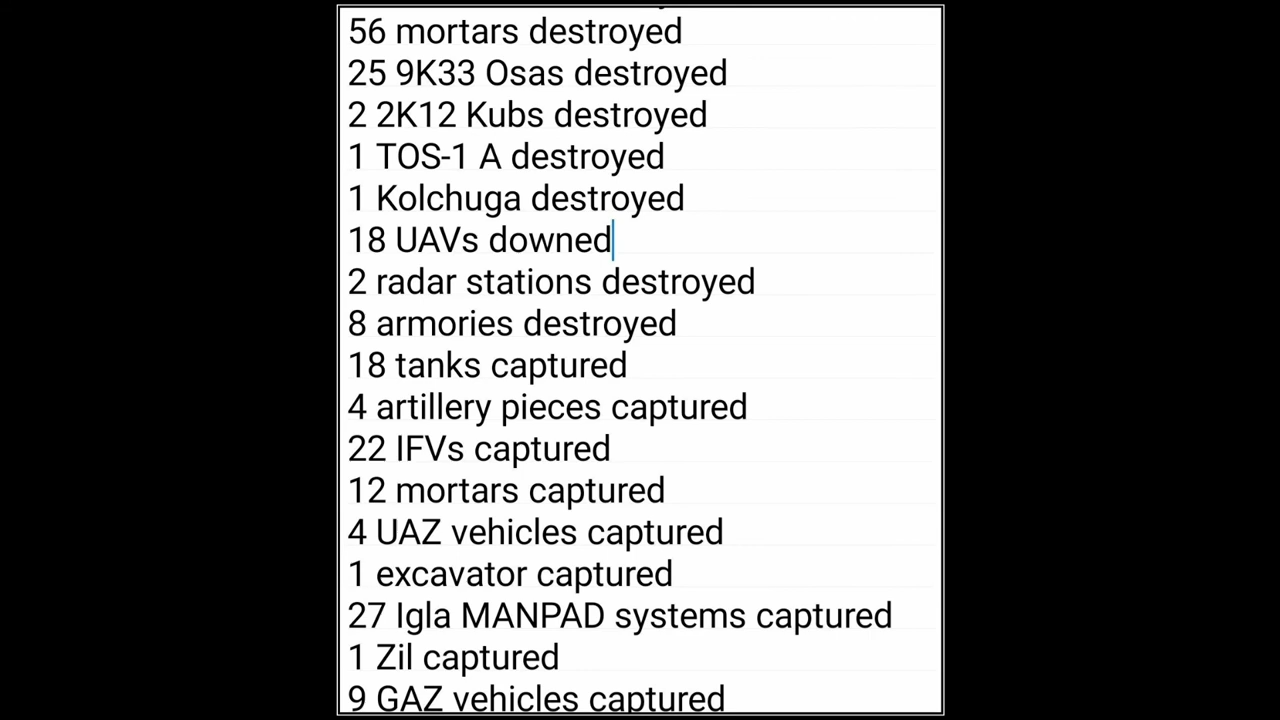 56 mortars destroyed
25 9K33 Osas destroyed
2 2K12 Kubs destroyed
1 TOS-1 A destroyed
1 Kolchuga destroyed
18 UAVs downed
2 radar stations destroyed
8 armories destroyed
18 tanks captured
4 artillery pieces captured
22 IFVs captured
12 mortars captured
4 UAZ vehicles captured
1 excavator captured
27 Igla MANPAD systems captured
1 Zil captured
9 GAZ vehicles captured